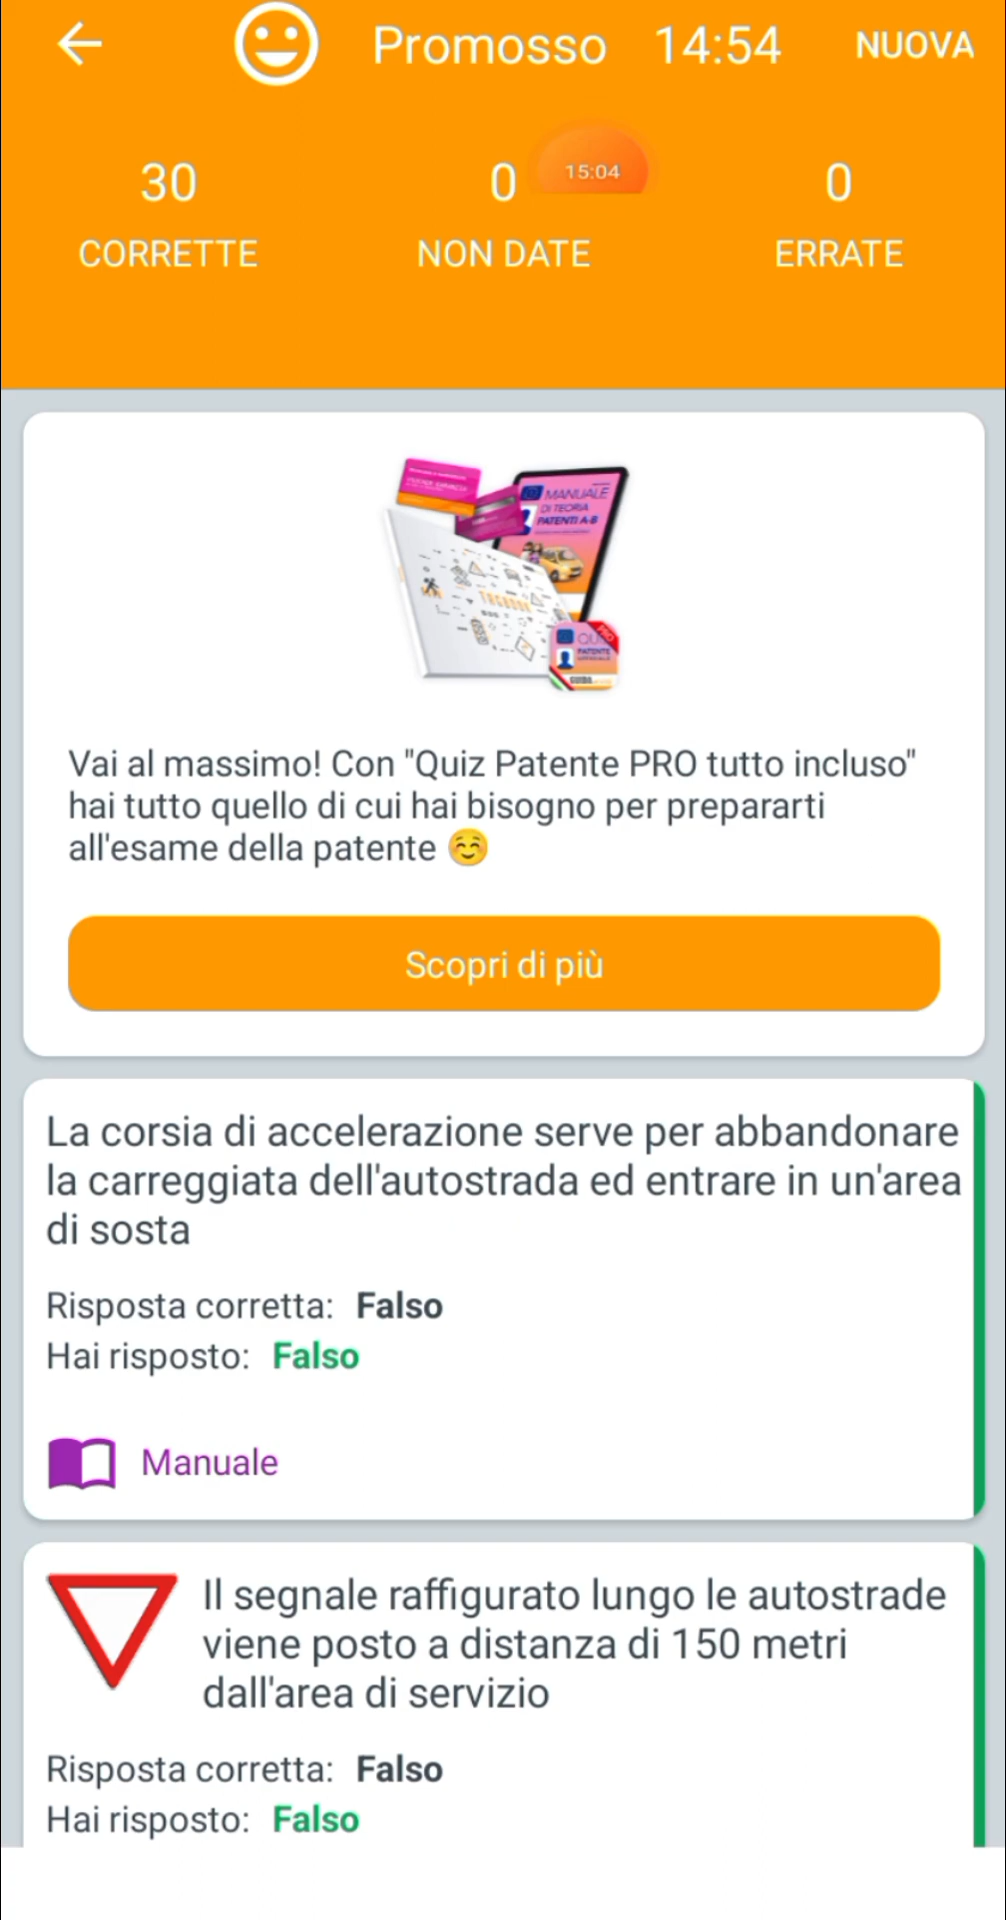 Promosso 14:54 NUOVA
30 0 15:04 0
CORRETTE NON DATE ERRATE
MANUALE
DI TEORIA
PATENTI A-B
PRO
QUIZ
PATENTE
GUIDA
Vai al massimo! Con "Quiz Patente PRO tutto incluso"
hai tutto quello di cui hai bisogno per prepararti
all'esame della patente ☺️
Scopri di più
La corsia di accelerazione serve per abbandonare
la carreggiata dell'autostrada ed entrare in un'area
di sosta
Risposta corretta: Falso
Hai risposto: Falso
Manuale
Il segnale raffigurato lungo le autostrade
viene posto a distanza di 150 metri
dall'area di servizio
Risposta corretta: Falso
Hai risposto: Falso